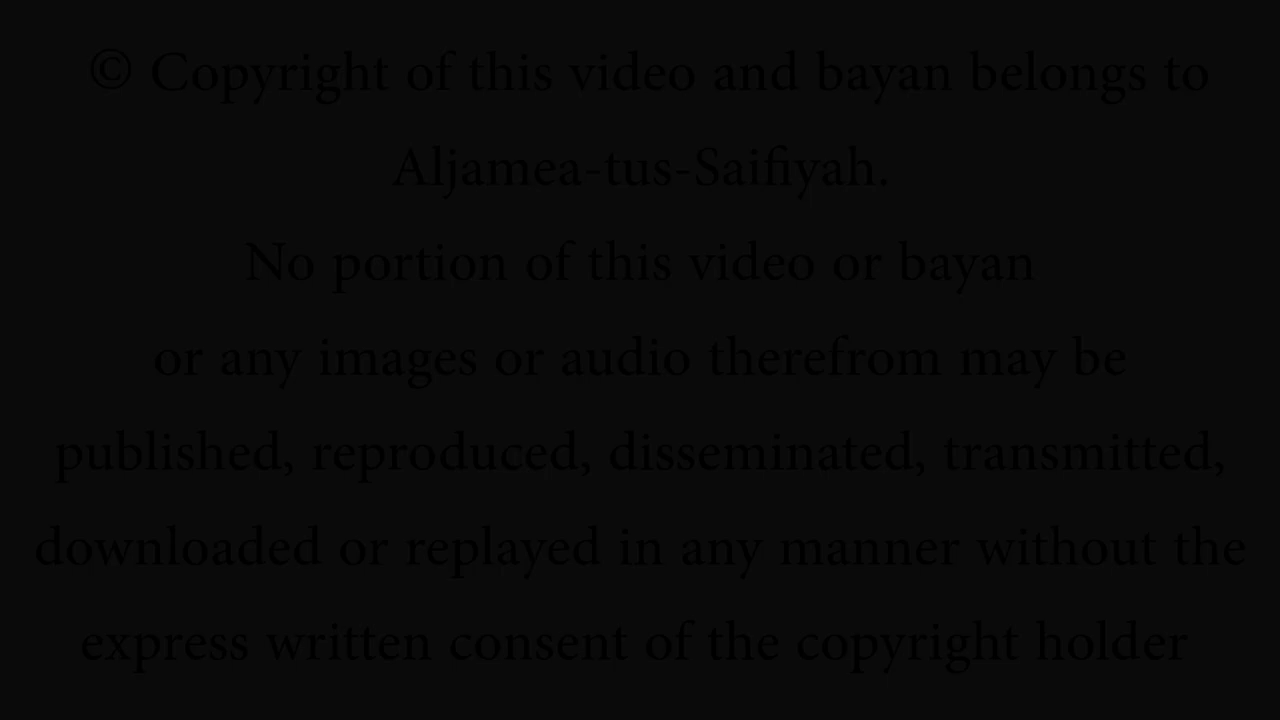 © Copyright of this video and bayan belongs to
Aljamea-tus-Saifiyah.
No portion of this video or bayan
or any images or audio therefrom may be
published, reproduced, disseminated, transmitted,
downloaded or replayed in any manner without the
express written consent of the copyright holder